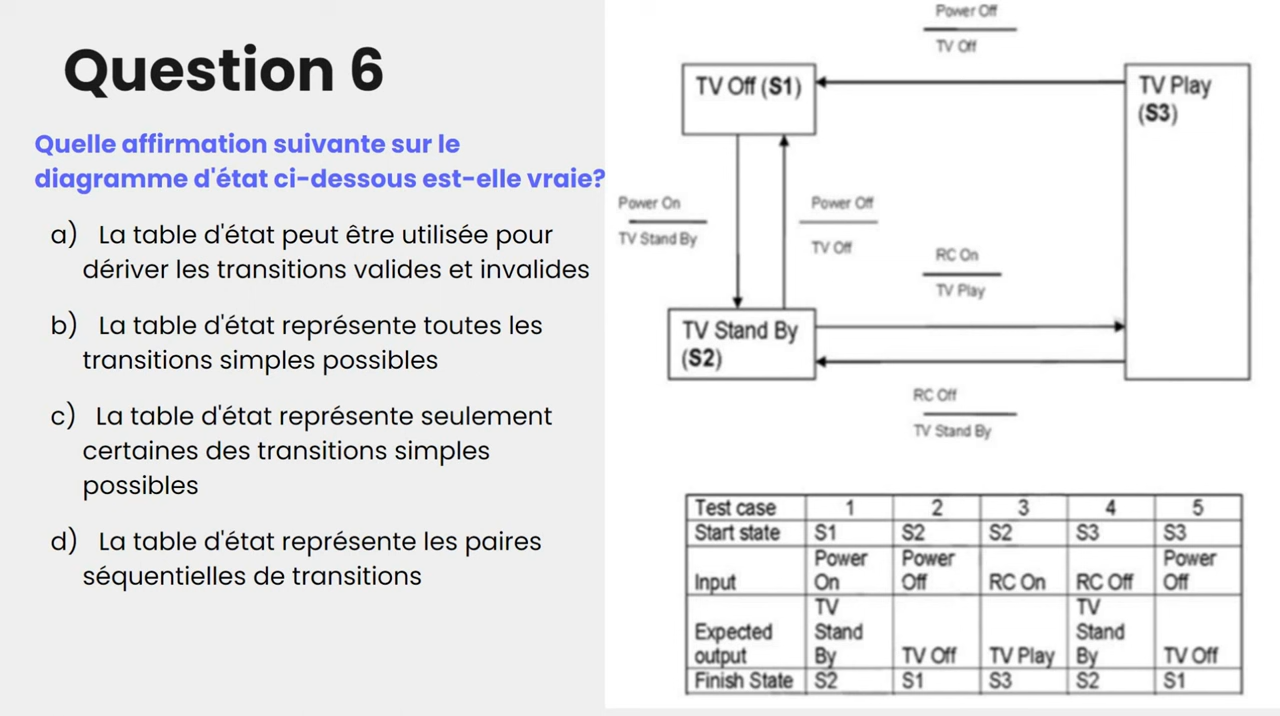 Question 6
Quelle affirmation suivante sur le
diagramme d'état ci-dessous est-elle vraie?
a) La table d'état peut être utilisée pour
dériver les transitions valides et invalides
b) La table d'état représente toutes les
transitions simples possibles
c) La table d'état représente seulement
certaines des transitions simples
possibles
d) La table d'état représente les paires
séquentielles de transitions
Power Off
TV Off
TV Off (S1)
TV Play
(S3)
Power On
TV Stand By
Power Off
TV Off
RC On
TV Play
TV Stand By
(S2)
RC Off
TV Stand By
Test case 1 2 3 4 5
Start state S1 S2 S2 S3 S3
Power Power Power
Input On Off RC On RC Off Off
TV TV
Expected Stand Stand
output By TV Off TV Play By TV Off
Finish State S2 S1 S3 S2 S1